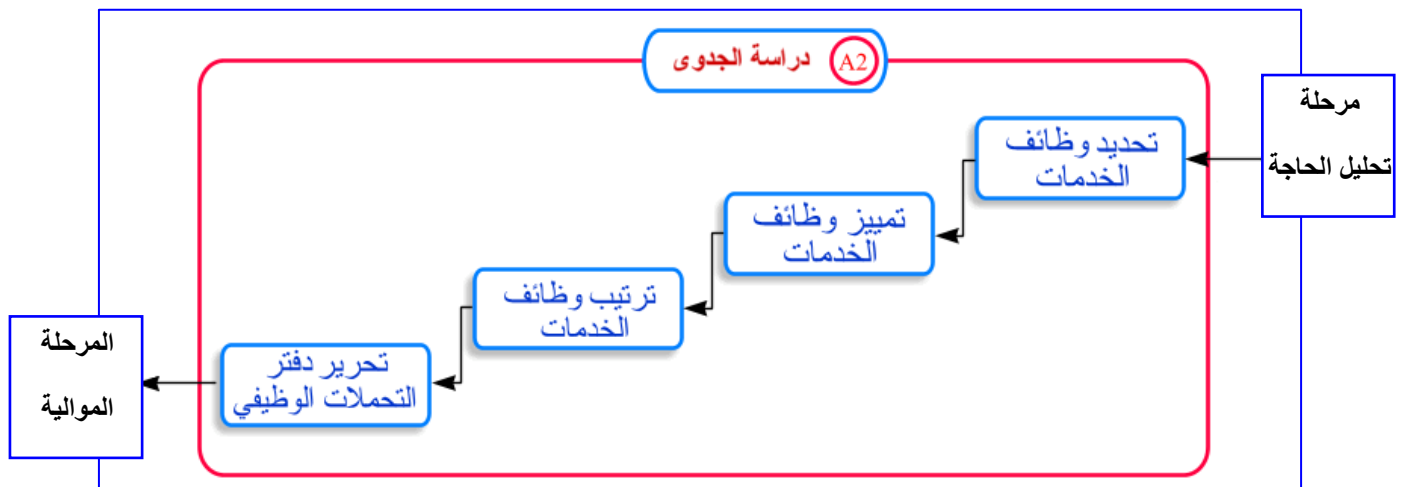 A2 دراسة الجدوى
مرحلة
تحليل الحاجة
تحديد وظائف
الخدمات
تمييز وظائف
الخدمات
ترتيب وظائف
الخدمات
تحرير دفتر
التحملات الوظيفي
المرحلة
الموالية